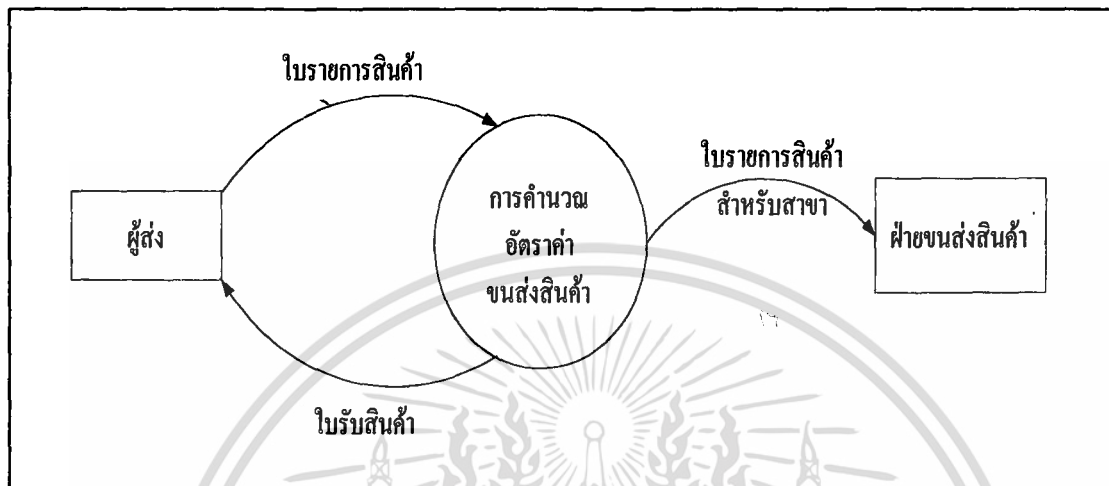 ใบรายการสินค้า
ผู้ส่ง
การคำนวณ
อัตราค่า
ขนส่งสินค้า
ใบรายการสินค้า
สำหรับสาขา
ฝ่ายขนส่งสินค้า
ใบรับสินค้า